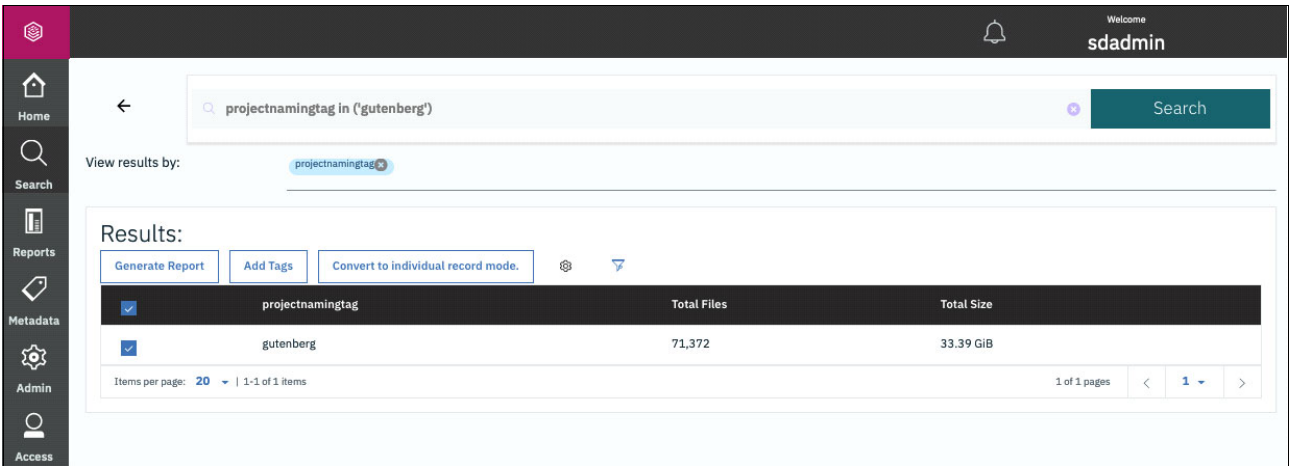 Welcome
sdadmin
Home
Search
Reports
Metadata
Admin
Access
projectnamingtag in ('gutenberg')
Search
View results by:
projectnamingtag
Results:
Generate Report
Add Tags
Convert to individual record mode.
projectnamingtag Total Files Total Size
gutenberg 71,372 33.39 GiB
Items per page: 20 | 1-1 of 1 items 1 of 1 pages 1